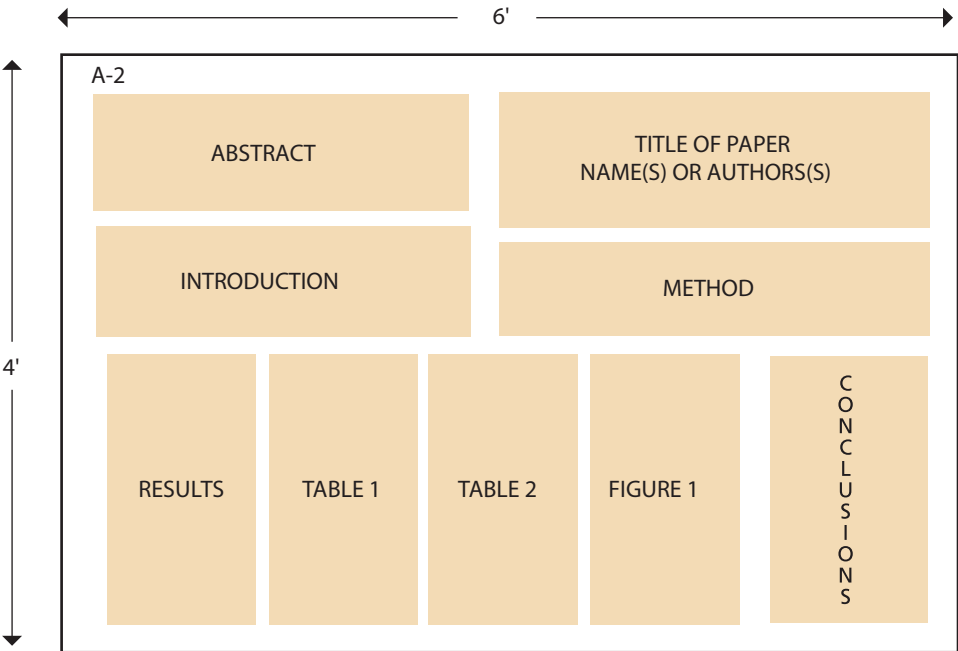 6'
4'
A-2
ABSTRACT
TITLE OF PAPER
NAME(S) OR AUTHORS(S)
INTRODUCTION
METHOD
RESULTS
TABLE 1
TABLE 2
FIGURE 1
CONCLUSIONS